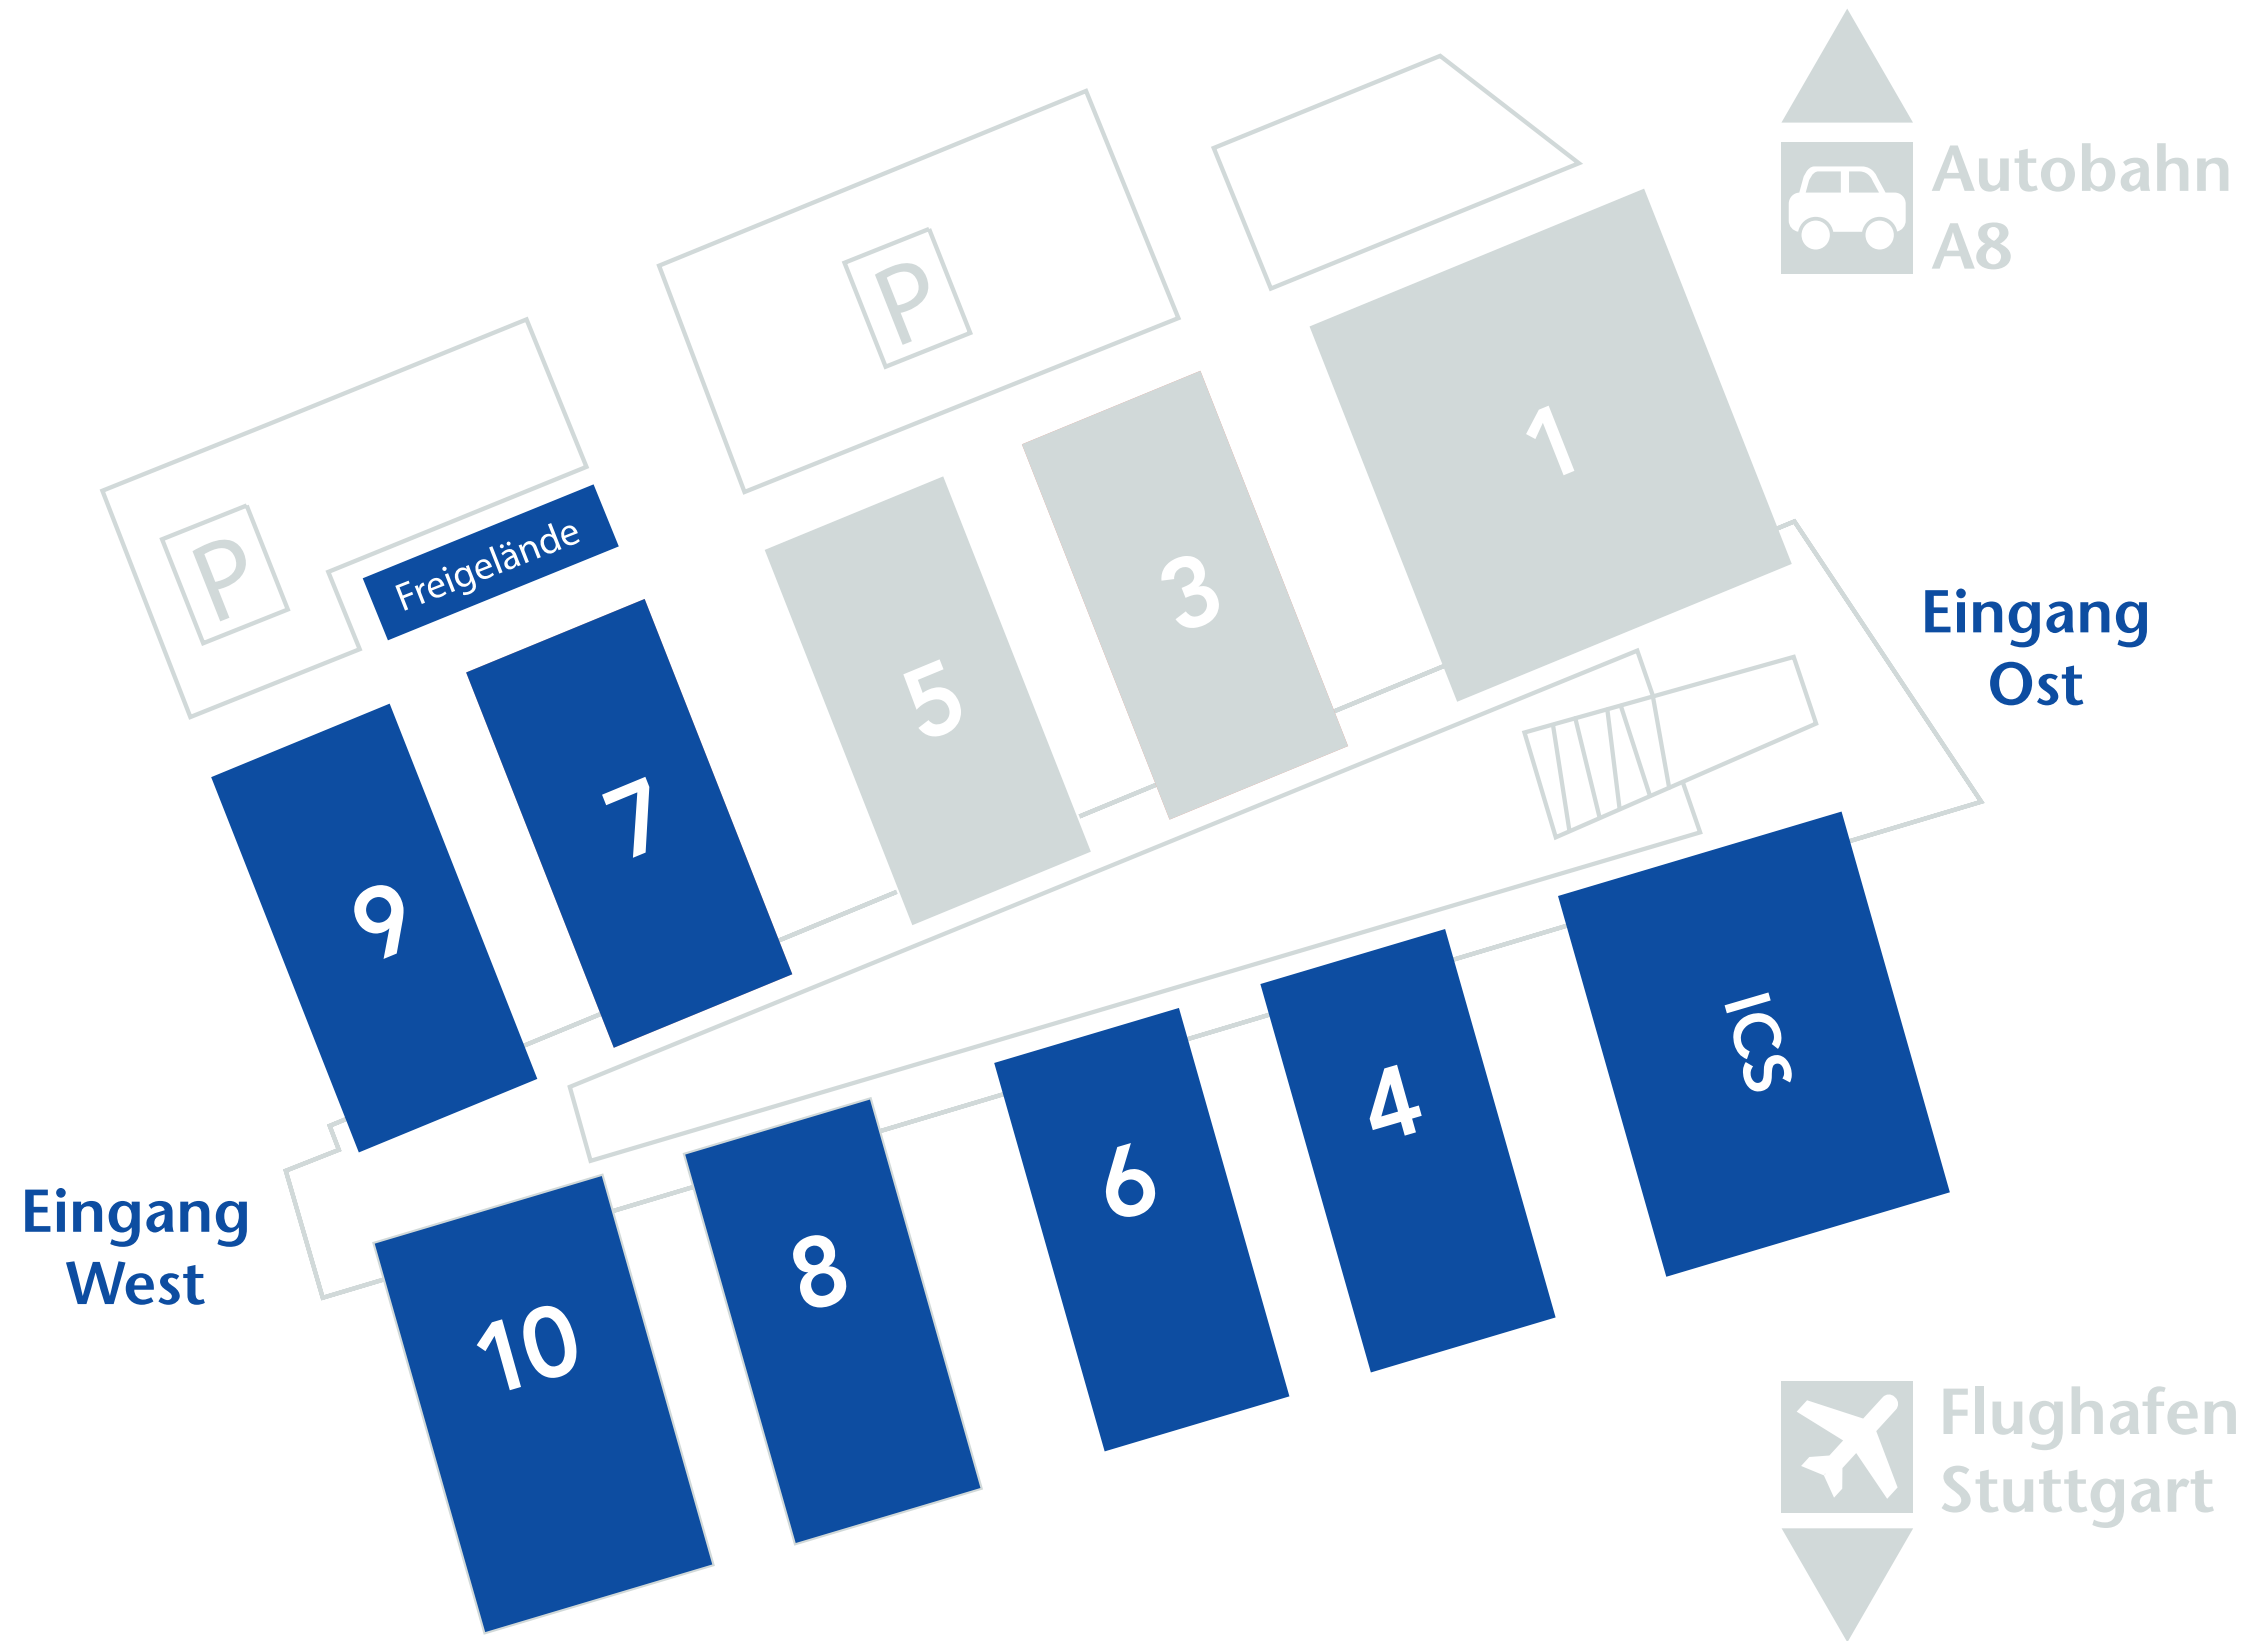 Autobahn
A8
P
1
P
Freigelände
3
Eingang
Ost
5
7
9
ICS
4
6
Eingang
West
8
10
Flughafen
Stuttgart